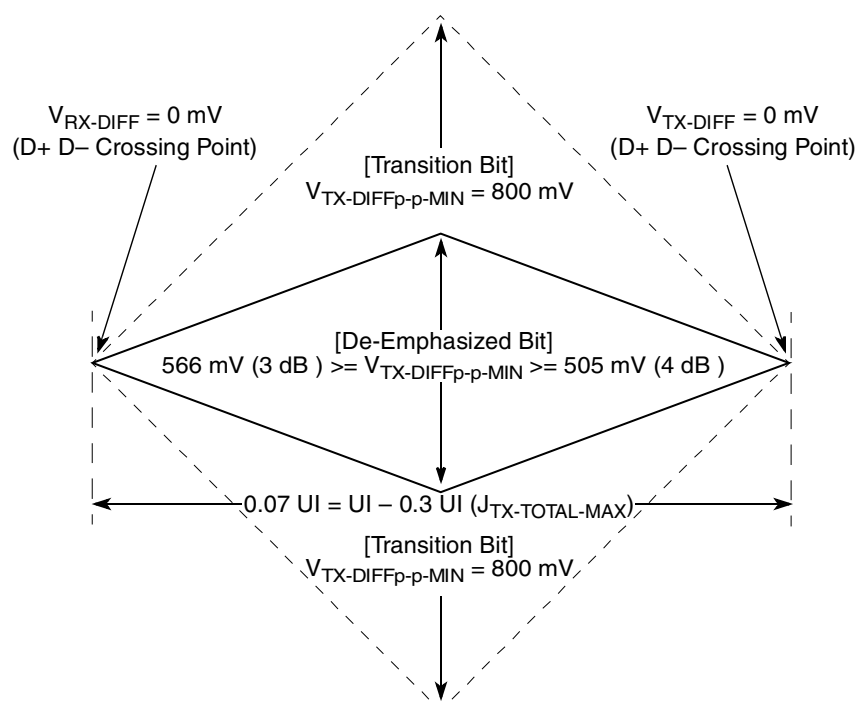 V_RX-DIFF = 0 mV
(D+ D– Crossing Point)
V_TX-DIFF = 0 mV
(D+ D– Crossing Point)
[Transition Bit]
V_TX-DIFFp-p-MIN = 800 mV
[De-Emphasized Bit]
566 mV (3 dB ) >= V_TX-DIFFp-p-MIN >= 505 mV (4 dB )
0.07 UI = UI – 0.3 UI (J_TX-TOTAL-MAX)
[Transition Bit]
V_TX-DIFFp-p-MIN = 800 mV